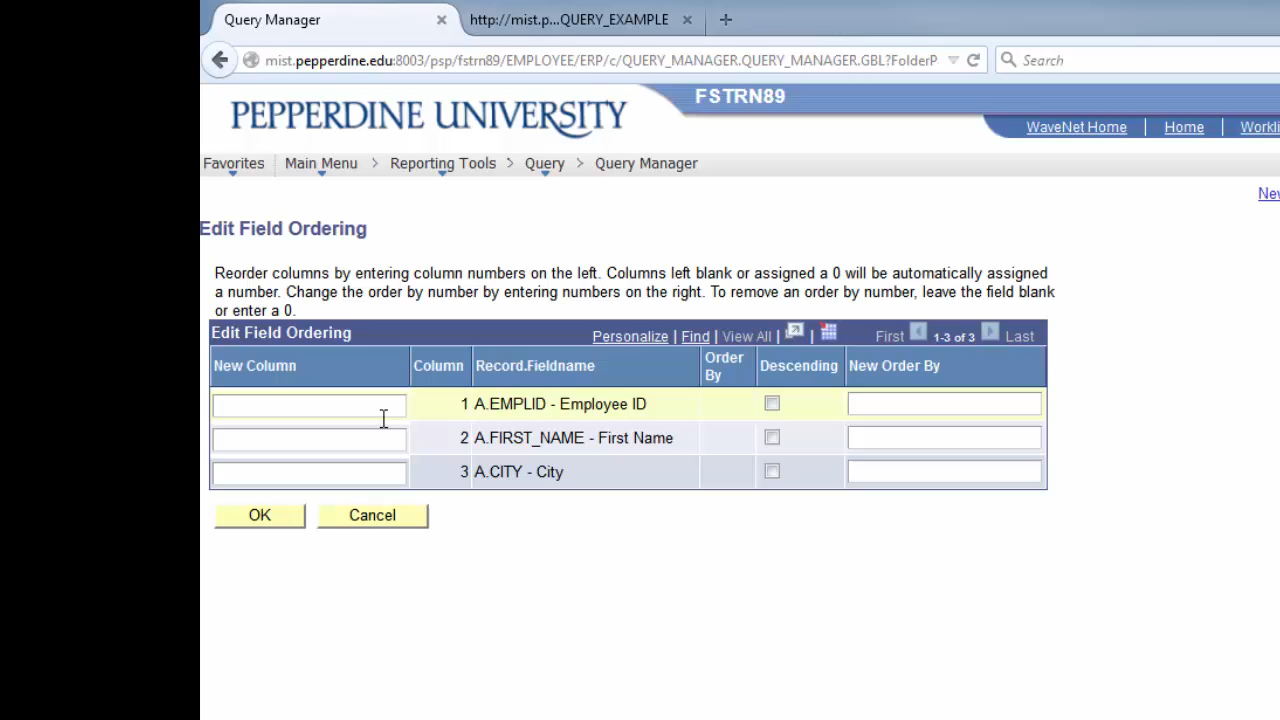 Query Manager
http://mist.p...QUERY_EXAMPLE
mist.pepperdine.edu:8003/psp/fstrn89/EMPLOYEE/ERP/c/QUERY_MANAGER.QUERY_MANAGER.GBL?FolderP
Search
PEPPERDINE UNIVERSITY
FSTRN89
WaveNet Home
Home
Workli
Favorites
Main Menu > Reporting Tools > Query > Query Manager
New
Edit Field Ordering
Reorder columns by entering column numbers on the left. Columns left blank or assigned a 0 will be automatically assigned
a number. Change the order by number by entering numbers on the right. To remove an order by number, leave the field blank
or enter a 0.
Edit Field Ordering Personalize | Find | View All | | First 1-3 of 3 Last
New Column Column Record.Fieldname Order By Descending New Order By
1 A.EMPLID - Employee ID
2 A.FIRST_NAME - First Name
3 A.CITY - City
OK Cancel